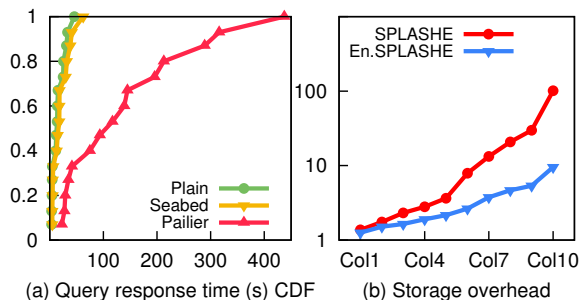 1
0.8
0.6
0.4
0.2
0
Plain
Seabed
Pailier
100 200 300 400
(a) Query response time (s) CDF
SPLASHE
En.SPLASHE
100
10
1
Col1 Col4 Col7 Col10
(b) Storage overhead